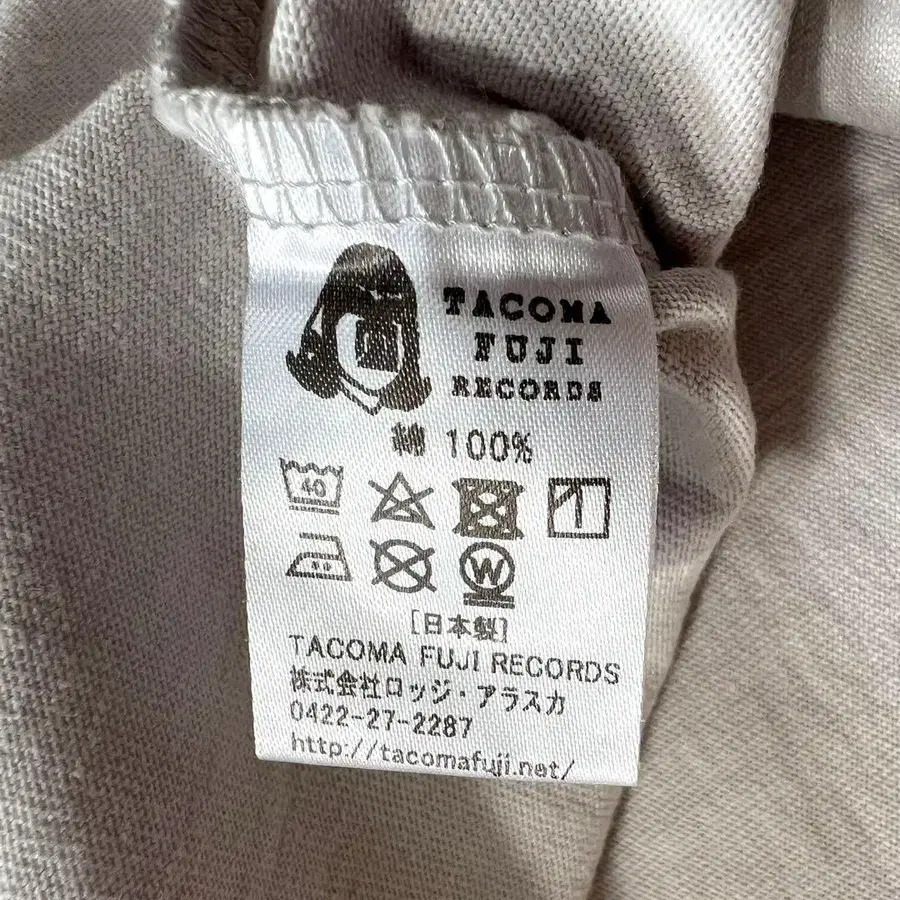 TACOMA
FUJI
RECORDS
綿 100%
40
W
[日本製]
TACOMA FUJI RECORDS
株式会社ロッジ・アラスカ
0422-27-2287
http://tacomafuji.net/